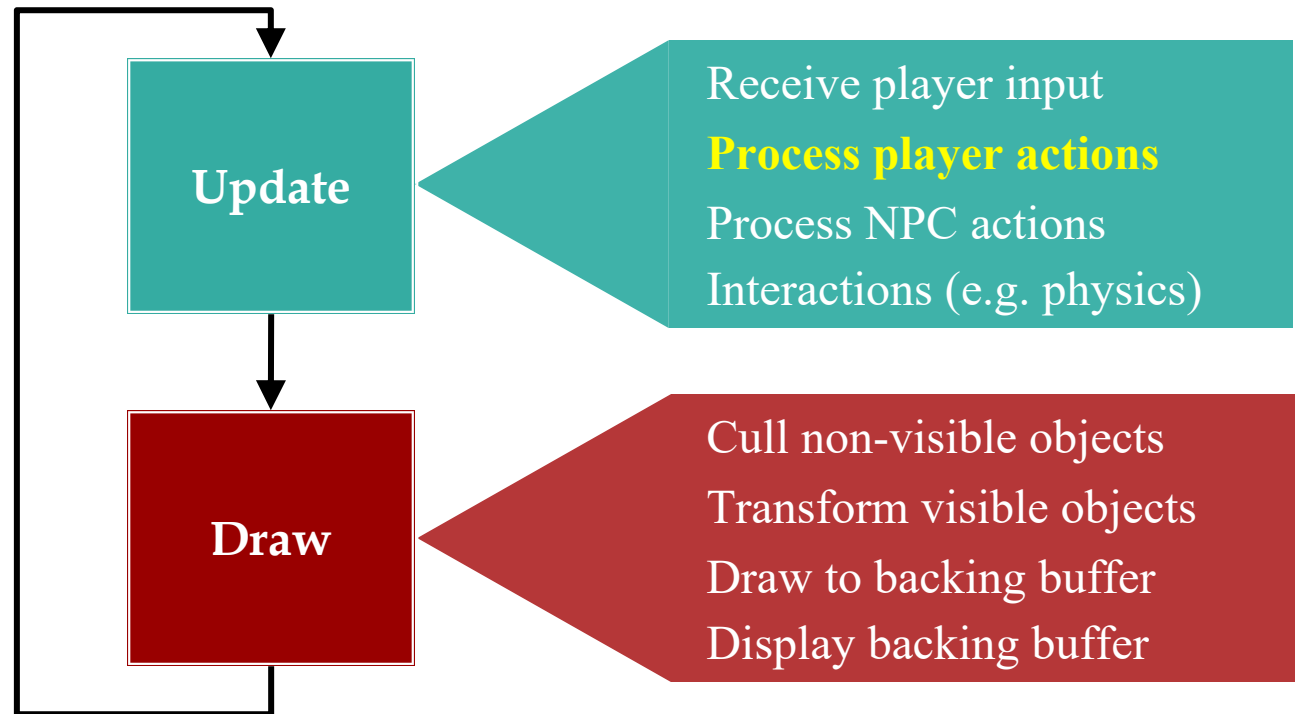 Update
Receive player input
Process player actions
Process NPC actions
Interactions (e.g. physics)
Draw
Cull non-visible objects
Transform visible objects
Draw to backing buffer
Display backing buffer